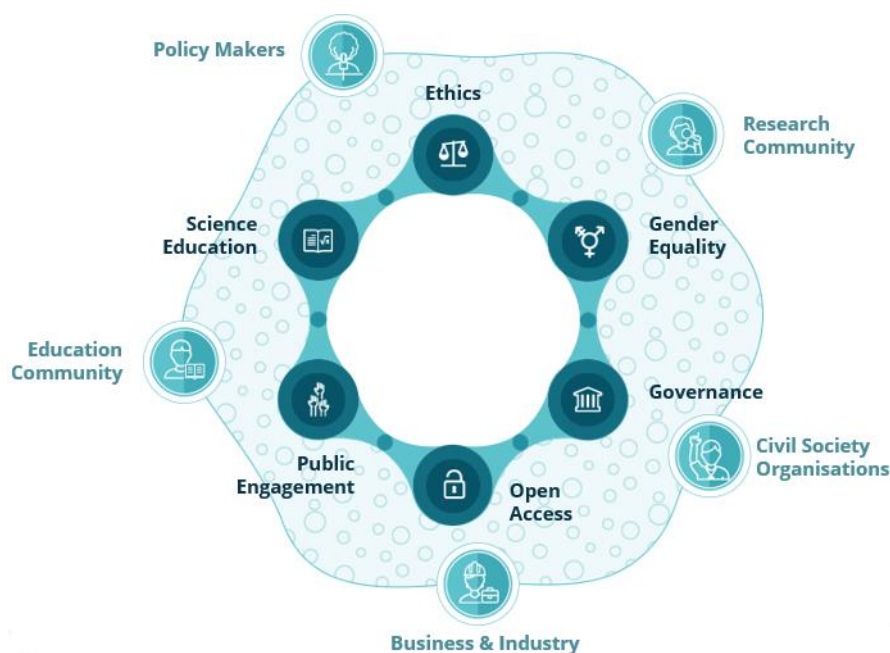 Policy Makers
Ethics
Research
Community
Science
Education
Gender
Equality
Education
Community
Governance
Public
Engagement
Open
Access
Civil Society
Organisations
Business & Industry